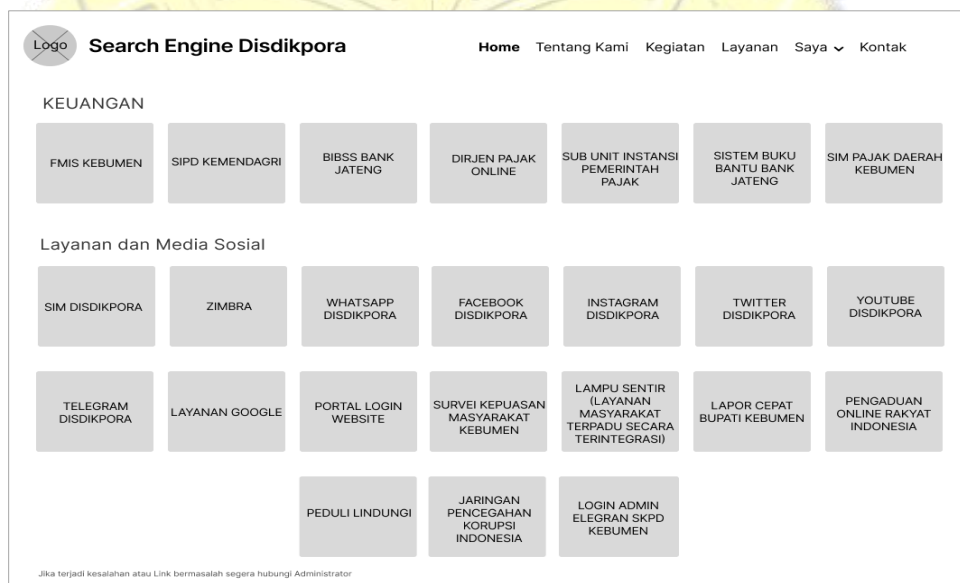 Logo
Search Engine Disdikpora
Home Tentang Kami Kegiatan Layanan Saya Kontak
KEUANGAN
FMIS KEBUMEN
SIPD KEMENDAGRI
BIBSS BANK
JATENG
DIRJEN PAJAK
ONLINE
SUB UNIT INSTANSI
PEMERINTAH
PAJAK
SISTEM BUKU
BANTU BANK
JATENG
SIM PAJAK DAERAH
KEBUMEN
Layanan dan Media Sosial
SIM DISDIKPORA
ZIMBRA
WHATSAPP
DISDIKPORA
FACEBOOK
DISDIKPORA
INSTAGRAM
DISDIKPORA
TWITTER
DISDIKPORA
YOUTUBE
DISDIKPORA
TELEGRAM
DISDIKPORA
LAYANAN GOOGLE
PORTAL LOGIN
WEBSITE
SURVEI KEPUASAN
MASYARAKAT
KEBUMEN
LAMPU SENTIR
(LAYANAN
MASYARAKAT
TERPADU SECARA
TERINTEGRASI)
LAPOR CEPAT
BUPATI KEBUMEN
PENGADUAN
ONLINE RAKYAT
INDONESIA
PEDULI LINDUNGI
JARINGAN
PENCEGAHAN
KORUPSI
INDONESIA
LOGIN ADMIN
ELEGRAN SKPD
KEBUMEN
Jika terjadi kesalahan atau Link bermasalah segera hubungi Administrator